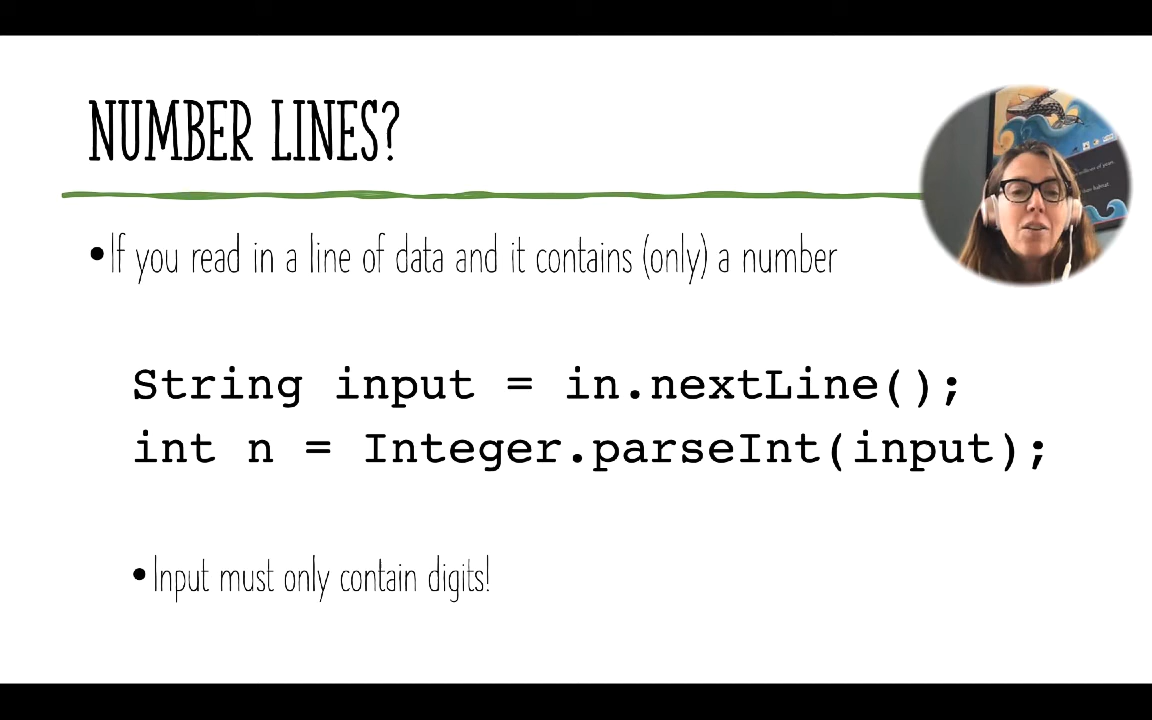 NUMBER LINES?
•If you read in a line of data and it contains (only) a number
String input = in.nextLine();
int n = Integer.parseInt(input);
•Input must only contain digits!